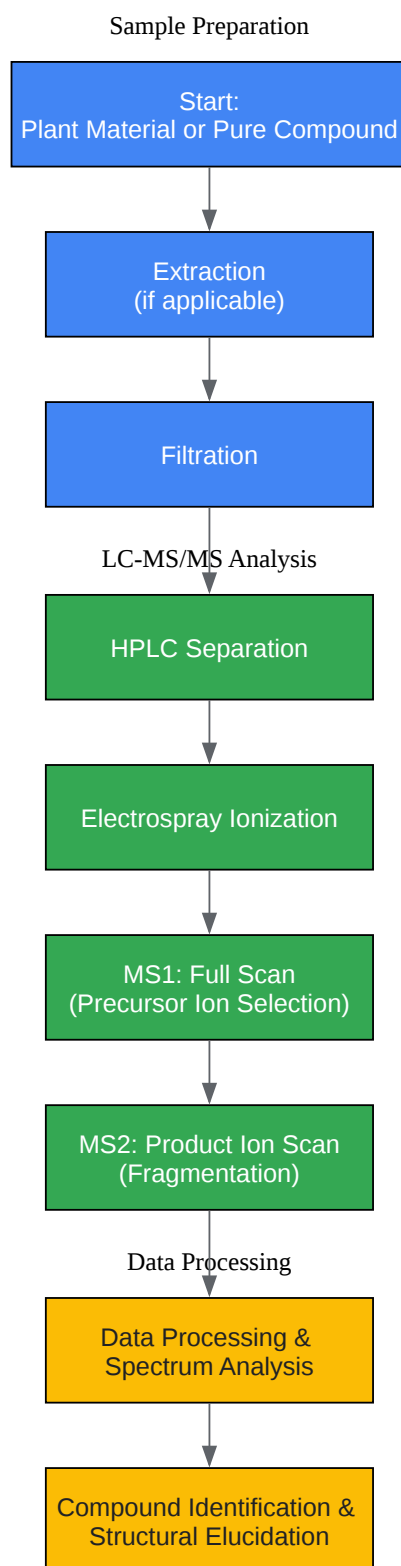 Sample Preparation
Start:
Plant Material or Pure Compound
Extraction
(if applicable)
Filtration
LC-MS/MS Analysis
HPLC Separation
Electrospray Ionization
MS1: Full Scan
(Precursor Ion Selection)
MS2: Product Ion Scan
(Fragmentation)
Data Processing
Data Processing &
Spectrum Analysis
Compound Identification &
Structural Elucidation